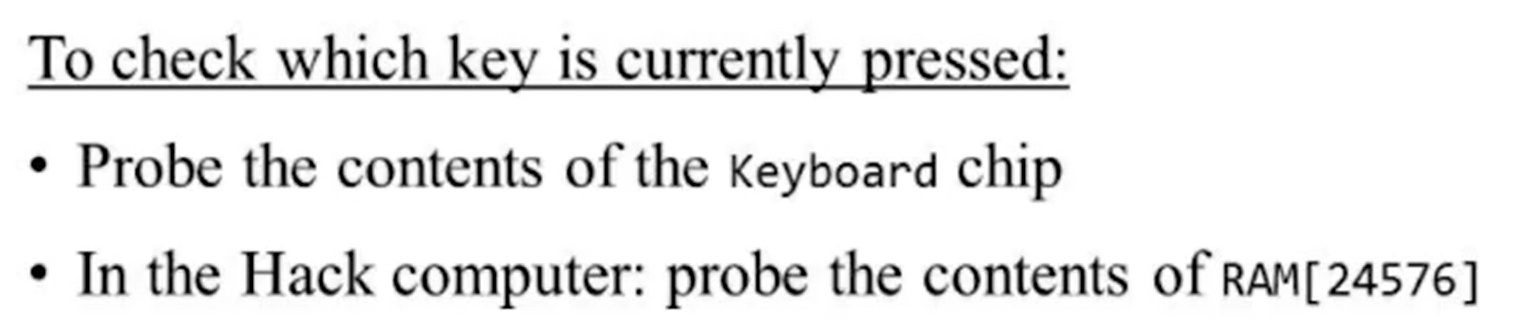 To check which key is currently pressed:
• Probe the contents of the Keyboard chip
• In the Hack computer: probe the contents of RAM[24576]